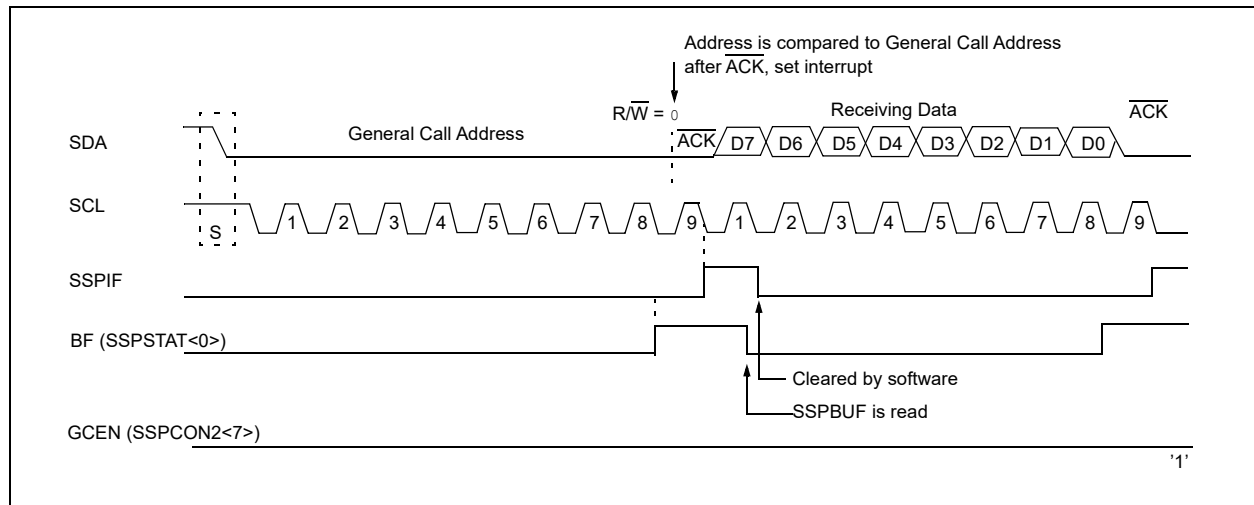 Address is compared to General Call Address
after ACK, set interrupt
R/W = 0
General Call Address
Receiving Data
ACK
SDA
ACK
D7 D6 D5 D4 D3 D2 D1 D0
SCL
S
1 2 3 4 5 6 7 8 9 1 2 3 4 5 6 7 8 9
SSPIF
BF (SSPSTAT<0>)
Cleared by software
SSPBUF is read
GCEN (SSPCON2<7>)
’1’